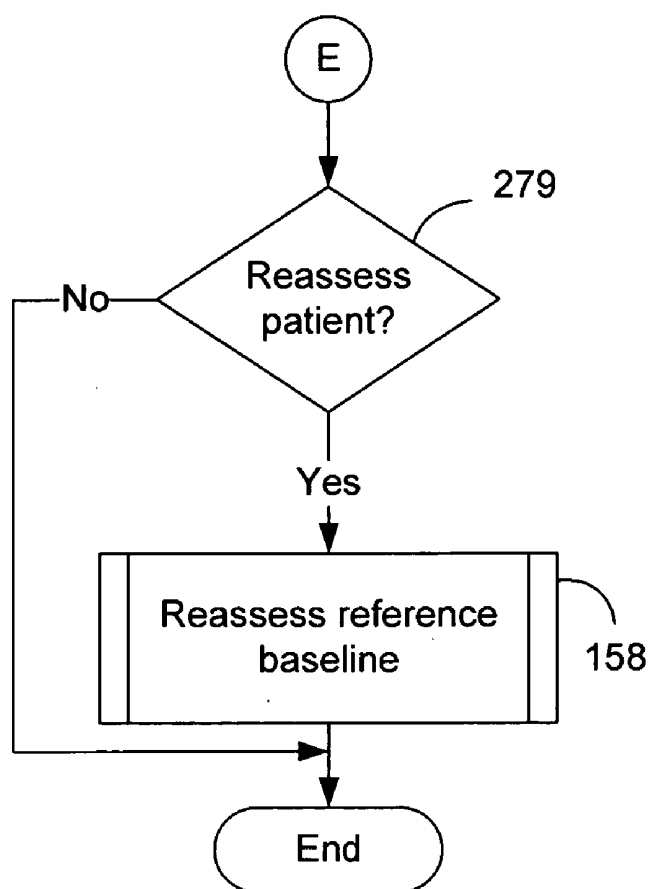 E
279
Reassess
patient?
No
Yes
Reassess reference
baseline
158
End